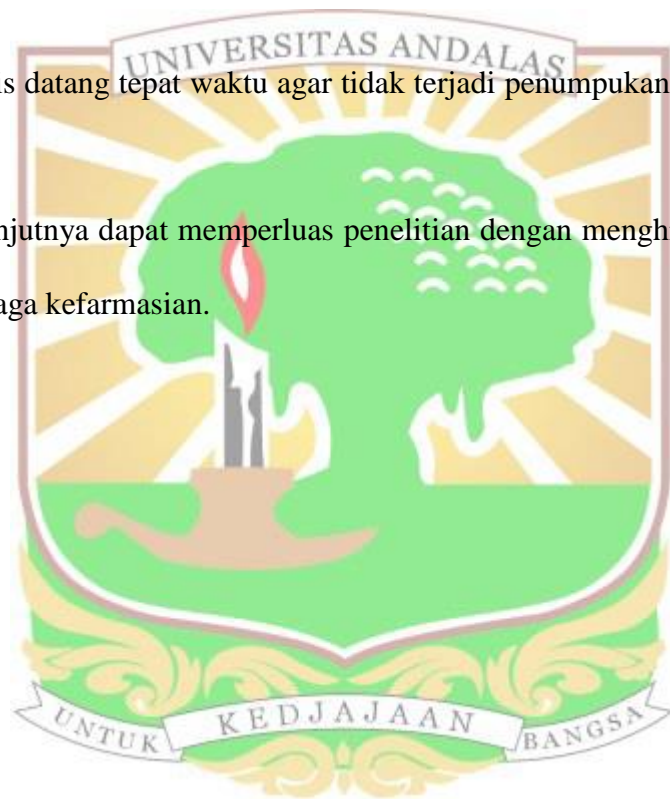 UNIVERSITAS ANDALAS
is datang tepat waktu agar tidak terjadi penumpukan
njutnya dapat memperluas penelitian dengan mengh
aga kefarmasian.
UNTUK KEDJAJAAN BANGSA